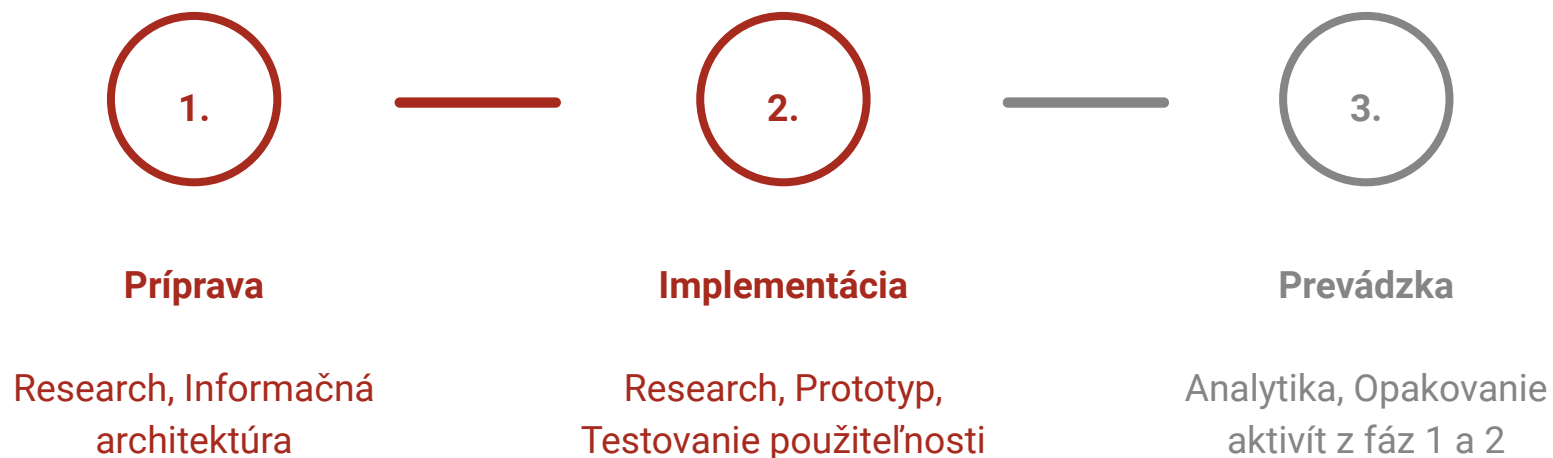 1.
2.
3.
Príprava
Implementácia
Prevádzka
Research, Informačná
architektúra
Research, Prototyp,
Testovanie použiteľnosti
Analytika, Opakovanie
aktivít z fáz 1 a 2